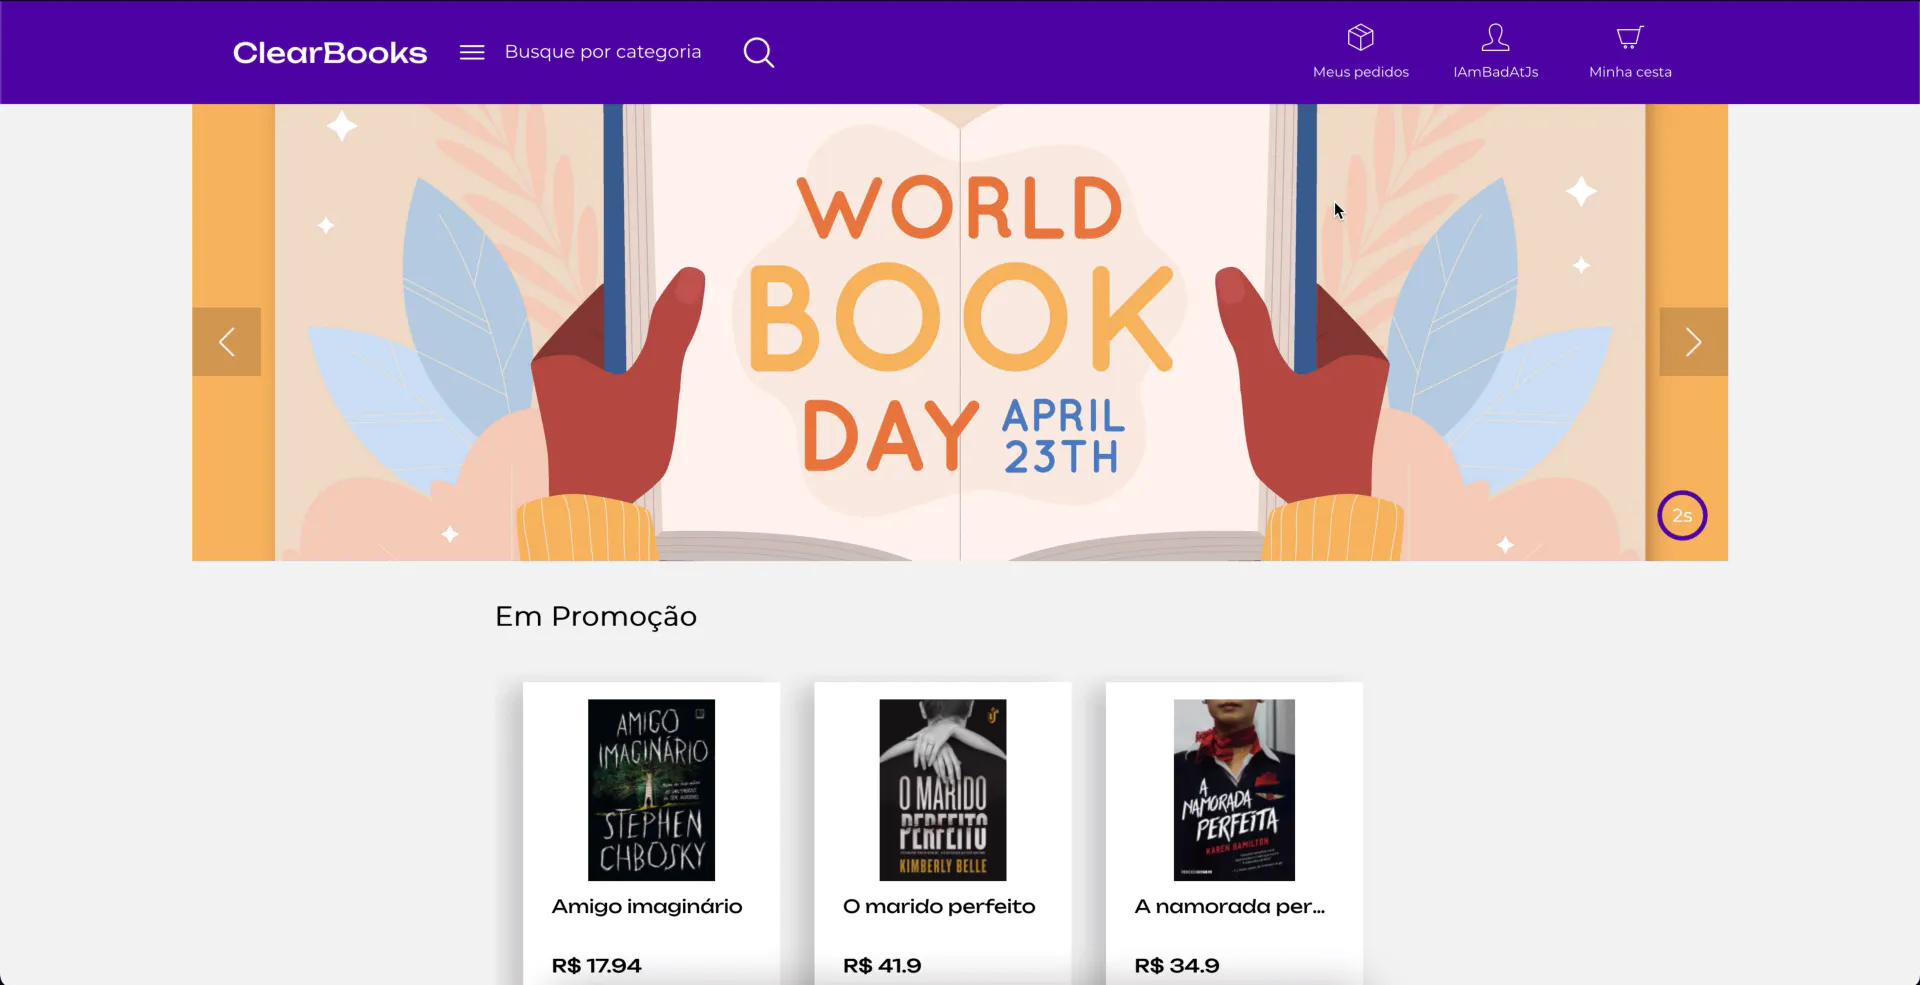 ClearBooks
Busque por categoria
Meus pedidos
IAmBadAtJs
Minha cesta
WORLD
BOOK
DAY
APRIL
23TH
2s
Em Promoção
AMIGO
IMAGINÁRIO
STEPHEN
CHBOSKY
O MARIDO
PERFEITO
KIMBERLY BELLE
A
NAMORADA
PERFEITA
KAREN HAMILTON
Amigo imaginário
O marido perfeito
A namorada per...
R$ 17.94
R$ 41.9
R$ 34.9